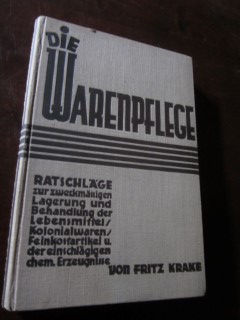 DIE
WARENPFLEGE
RATSCHLÄGE
zur zweckmäßigen
Lagerung und
Behandlung der
Lebensmittel/
Kolonialwaren/
Feinkostartikel u.
der einschlägigen
chem. Erzeugnisse
VON FRITZ KRAKE